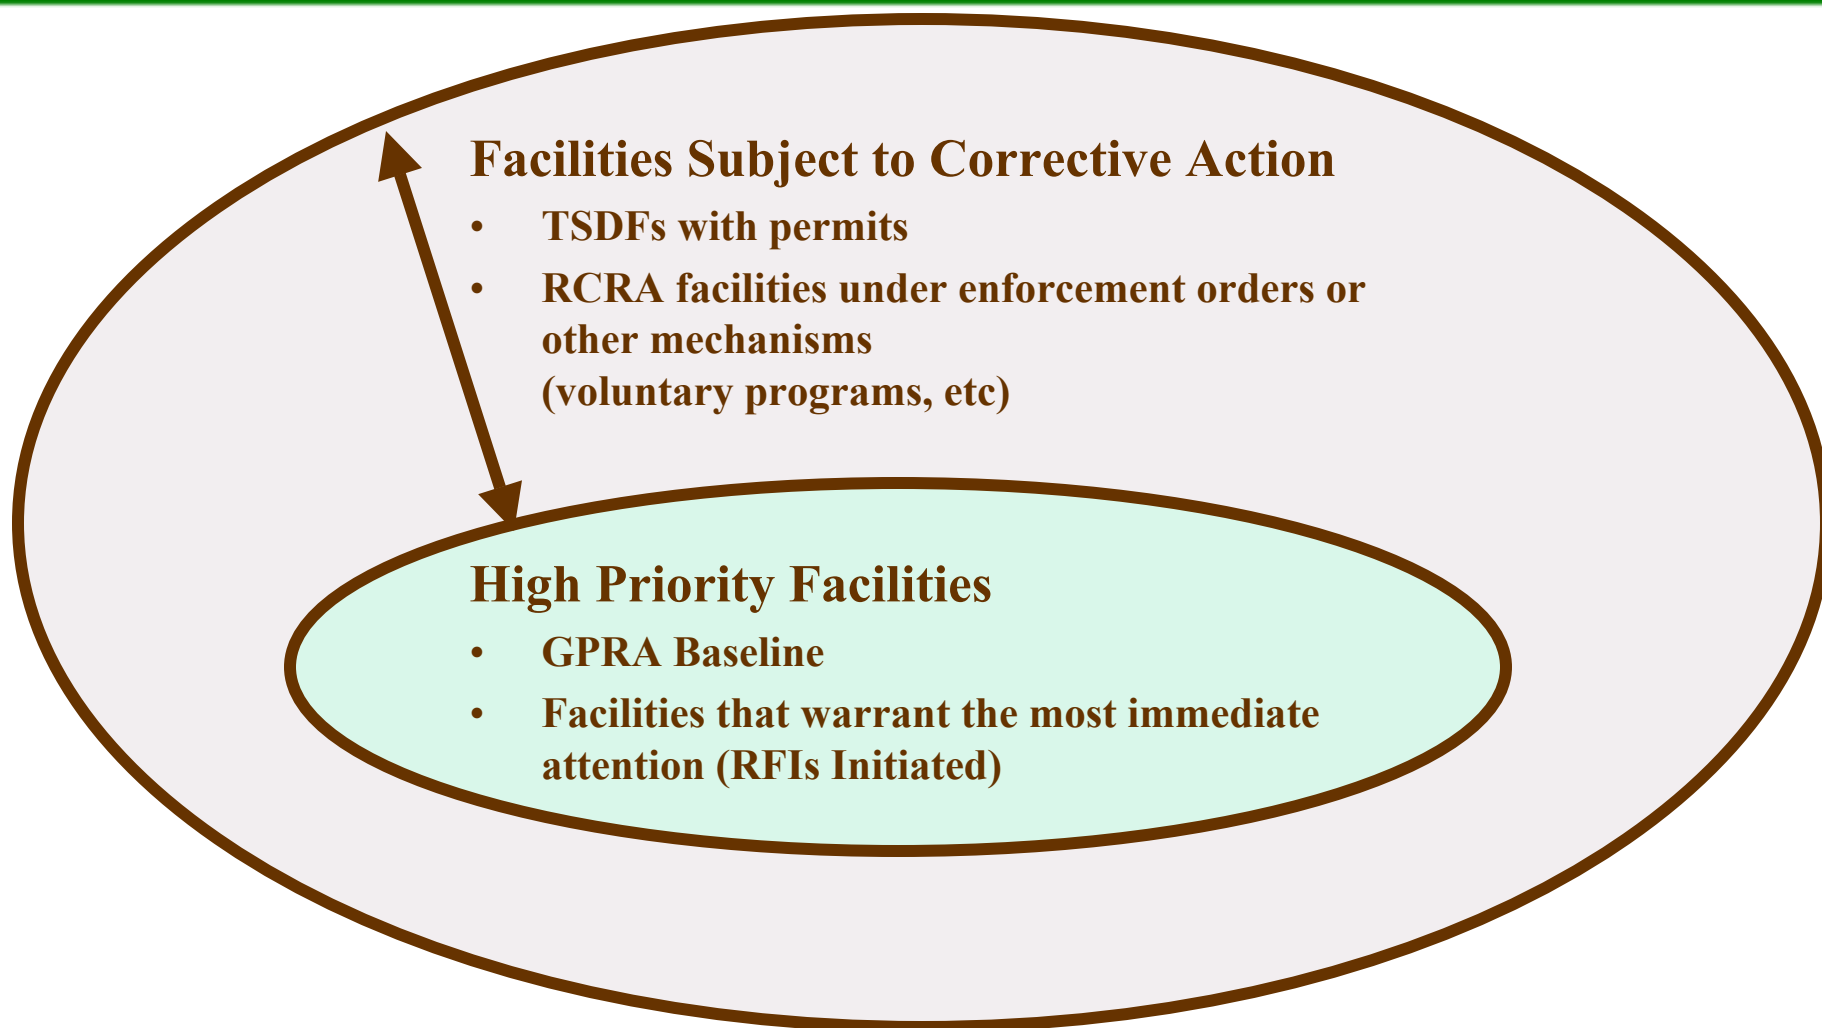 Facilities Subject to Corrective Action
• TSDFs with permits
• RCRA facilities under enforcement orders or
other mechanisms
(voluntary programs, etc)
High Priority Facilities
• GPRA Baseline
• Facilities that warrant the most immediate
attention (RFIs Initiated)